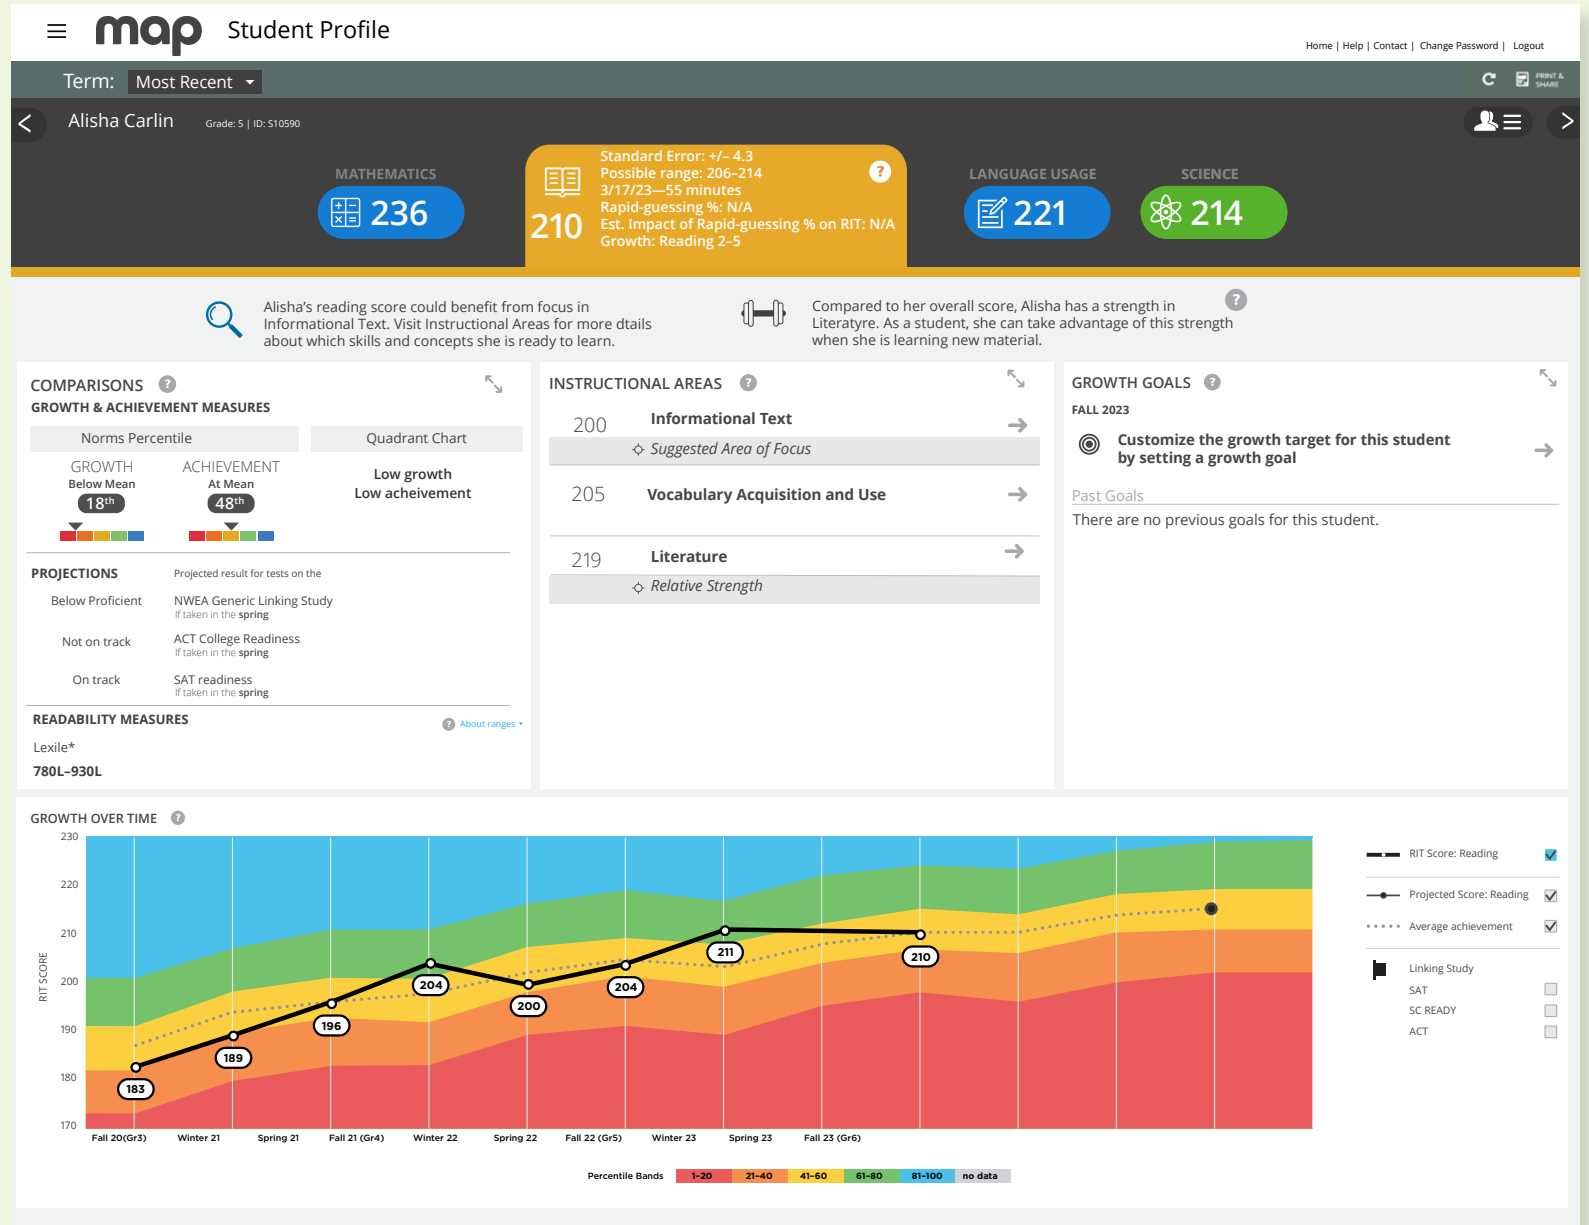 map Student Profile
Home | Help | Contact | Change Password | Logout
Term: Most Recent
PRINT &
SHARE
Alisha Carlin Grade: 5 | ID: S10590
MATHEMATICS
236
210
Standard Error: +/– 4.3
Possible range: 206–214
3/17/23—55 minutes
Rapid-guessing %: N/A
Est. Impact of Rapid-guessing % on RIT: N/A
Growth: Reading 2–5
?
LANGUAGE USAGE
221
SCIENCE
214
Alisha’s reading score could benefit from focus in
Informational Text. Visit Instructional Areas for more dtails
about which skills and concepts she is ready to learn.
Compared to her overall score, Alisha has a strength in
Literatyre. As a student, she can take advantage of this strength
when she is learning new material.
?
COMPARISONS ?
GROWTH & ACHIEVEMENT MEASURES
Norms Percentile
Quadrant Chart
GROWTH
Below Mean
18th
ACHIEVEMENT
At Mean
48th
Low growth
Low acheivement
PROJECTIONS Projected result for tests on the
Below Proficient NWEA Generic Linking Study
If taken in the spring
Not on track ACT College Readiness
If taken in the spring
On track SAT readiness
If taken in the spring
READABILITY MEASURES
? About ranges
Lexile*
780L–930L
INSTRUCTIONAL AREAS ?
200 Informational Text
Suggested Area of Focus
205 Vocabulary Acquisition and Use
219 Literature
Relative Strength
GROWTH GOALS ?
FALL 2023
Customize the growth target for this student
by setting a growth goal
Past Goals
There are no previous goals for this student.
GROWTH OVER TIME ?
RIT SCORE
230
220
210
200
190
180
170
183
189
196
204
200
204
211
210
Fall 20(Gr3) Winter 21 Spring 21 Fall 21 (Gr4) Winter 22 Spring 22 Fall 22 (Gr5) Winter 23 Spring 23 Fall 23 (Gr6)
Percentile Bands 1–20 21–40 41–60 61–80 81–100 no data
RIT Score: Reading
Projected Score: Reading
Average achievement
Linking Study
SAT
SC READY
ACT